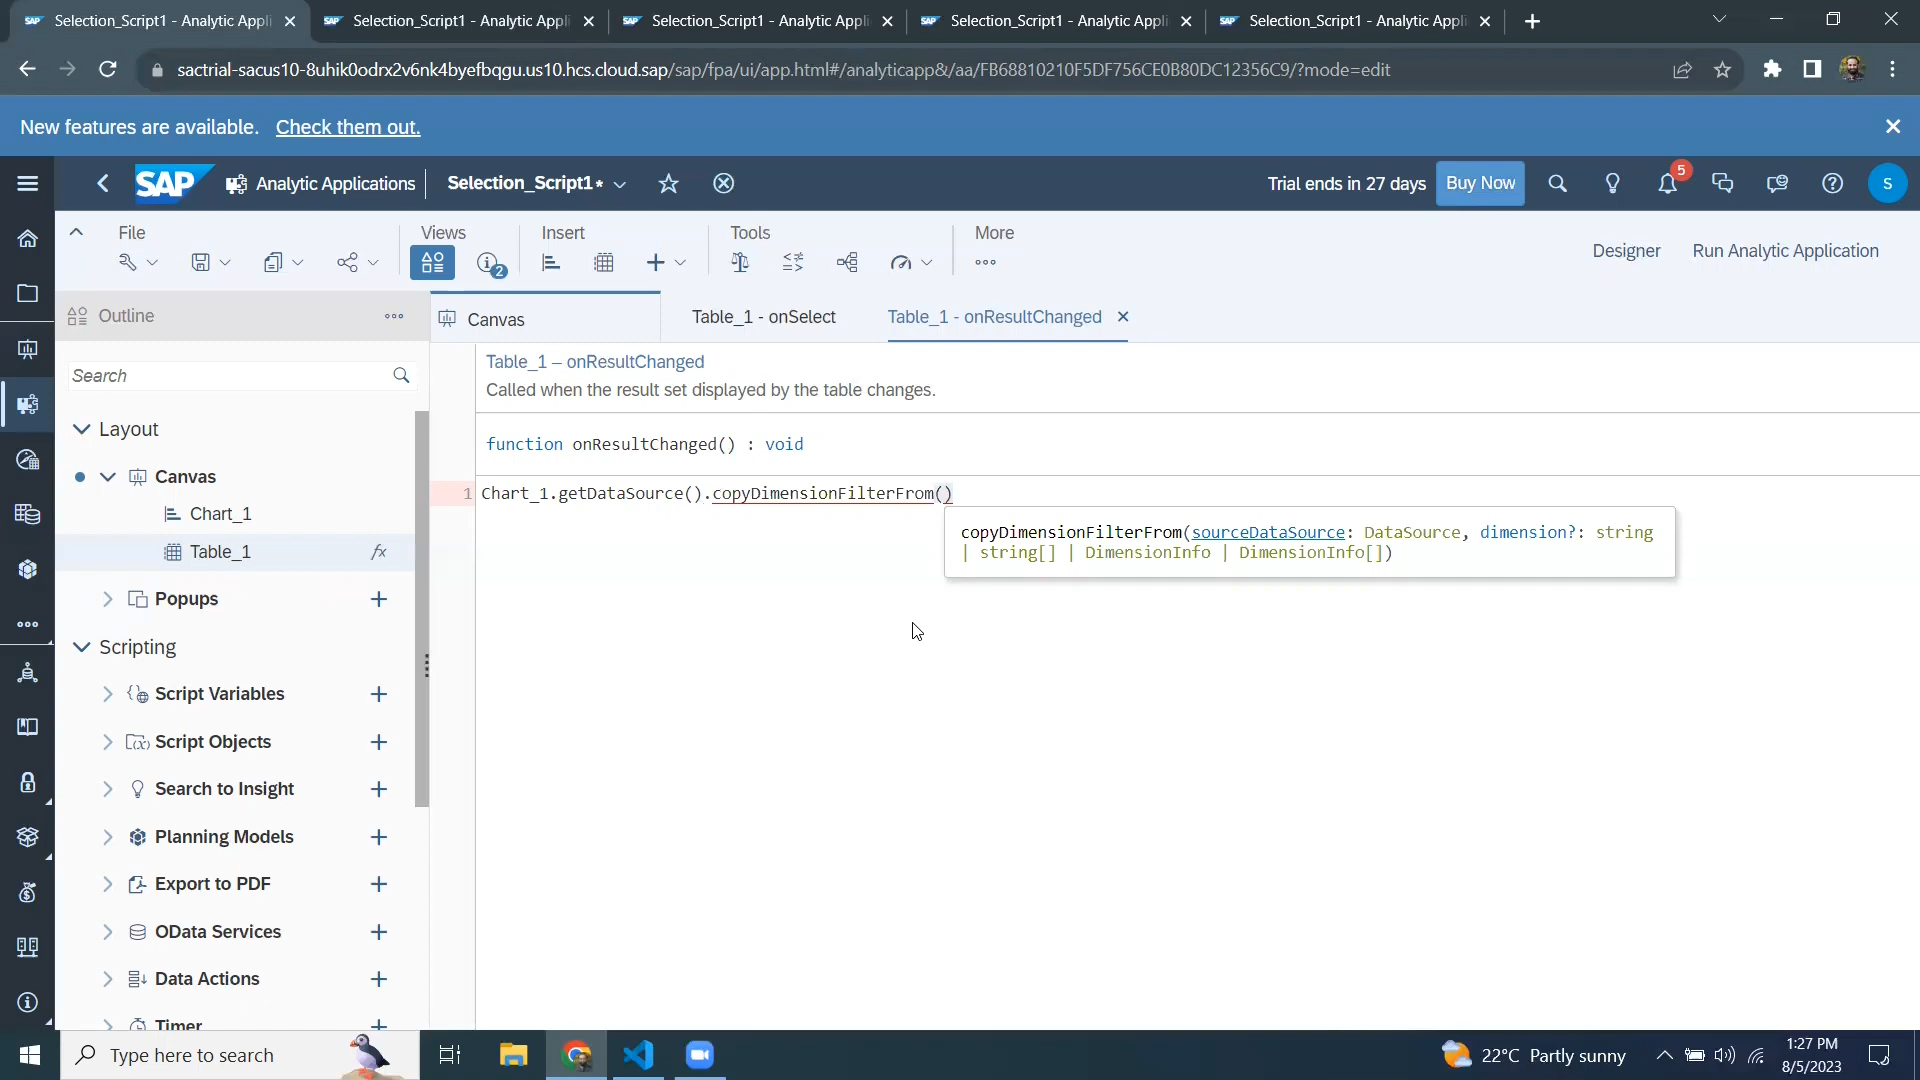 Selection_Script1 - Analytic Appli
Selection_Script1 - Analytic Appli
Selection_Script1 - Analytic Appli
Selection_Script1 - Analytic Appli
Selection_Script1 - Analytic Appli
sactrial-sacus10-8uhik0odrx2v6nk4byefbqgu.us10.hcs.cloud.sap/sap/fpa/ui/app.html#/analyticapp&/aa/FB68810210F5DF756CE0B80DC12356C9/?mode=edit
New features are available. Check them out.
SAP Analytic Applications Selection_Script1* Trial ends in 27 days Buy Now 5 S
File Views Insert Tools More
2
Designer Run Analytic Application
Outline
Canvas Table_1 - onSelect Table_1 - onResultChanged
Search
Table_1 – onResultChanged
Called when the result set displayed by the table changes.
function onResultChanged() : void
1 Chart_1.getDataSource().copyDimensionFilterFrom()
copyDimensionFilterFrom(sourceDataSource: DataSource, dimension?: string
| string[] | DimensionInfo | DimensionInfo[])
Layout
Canvas
Chart_1
Table_1 fx
Popups
Scripting
Script Variables
Script Objects
Search to Insight
Planning Models
Export to PDF
OData Services
Data Actions
Timer
Type here to search
22°C Partly sunny
1:27 PM
8/5/2023